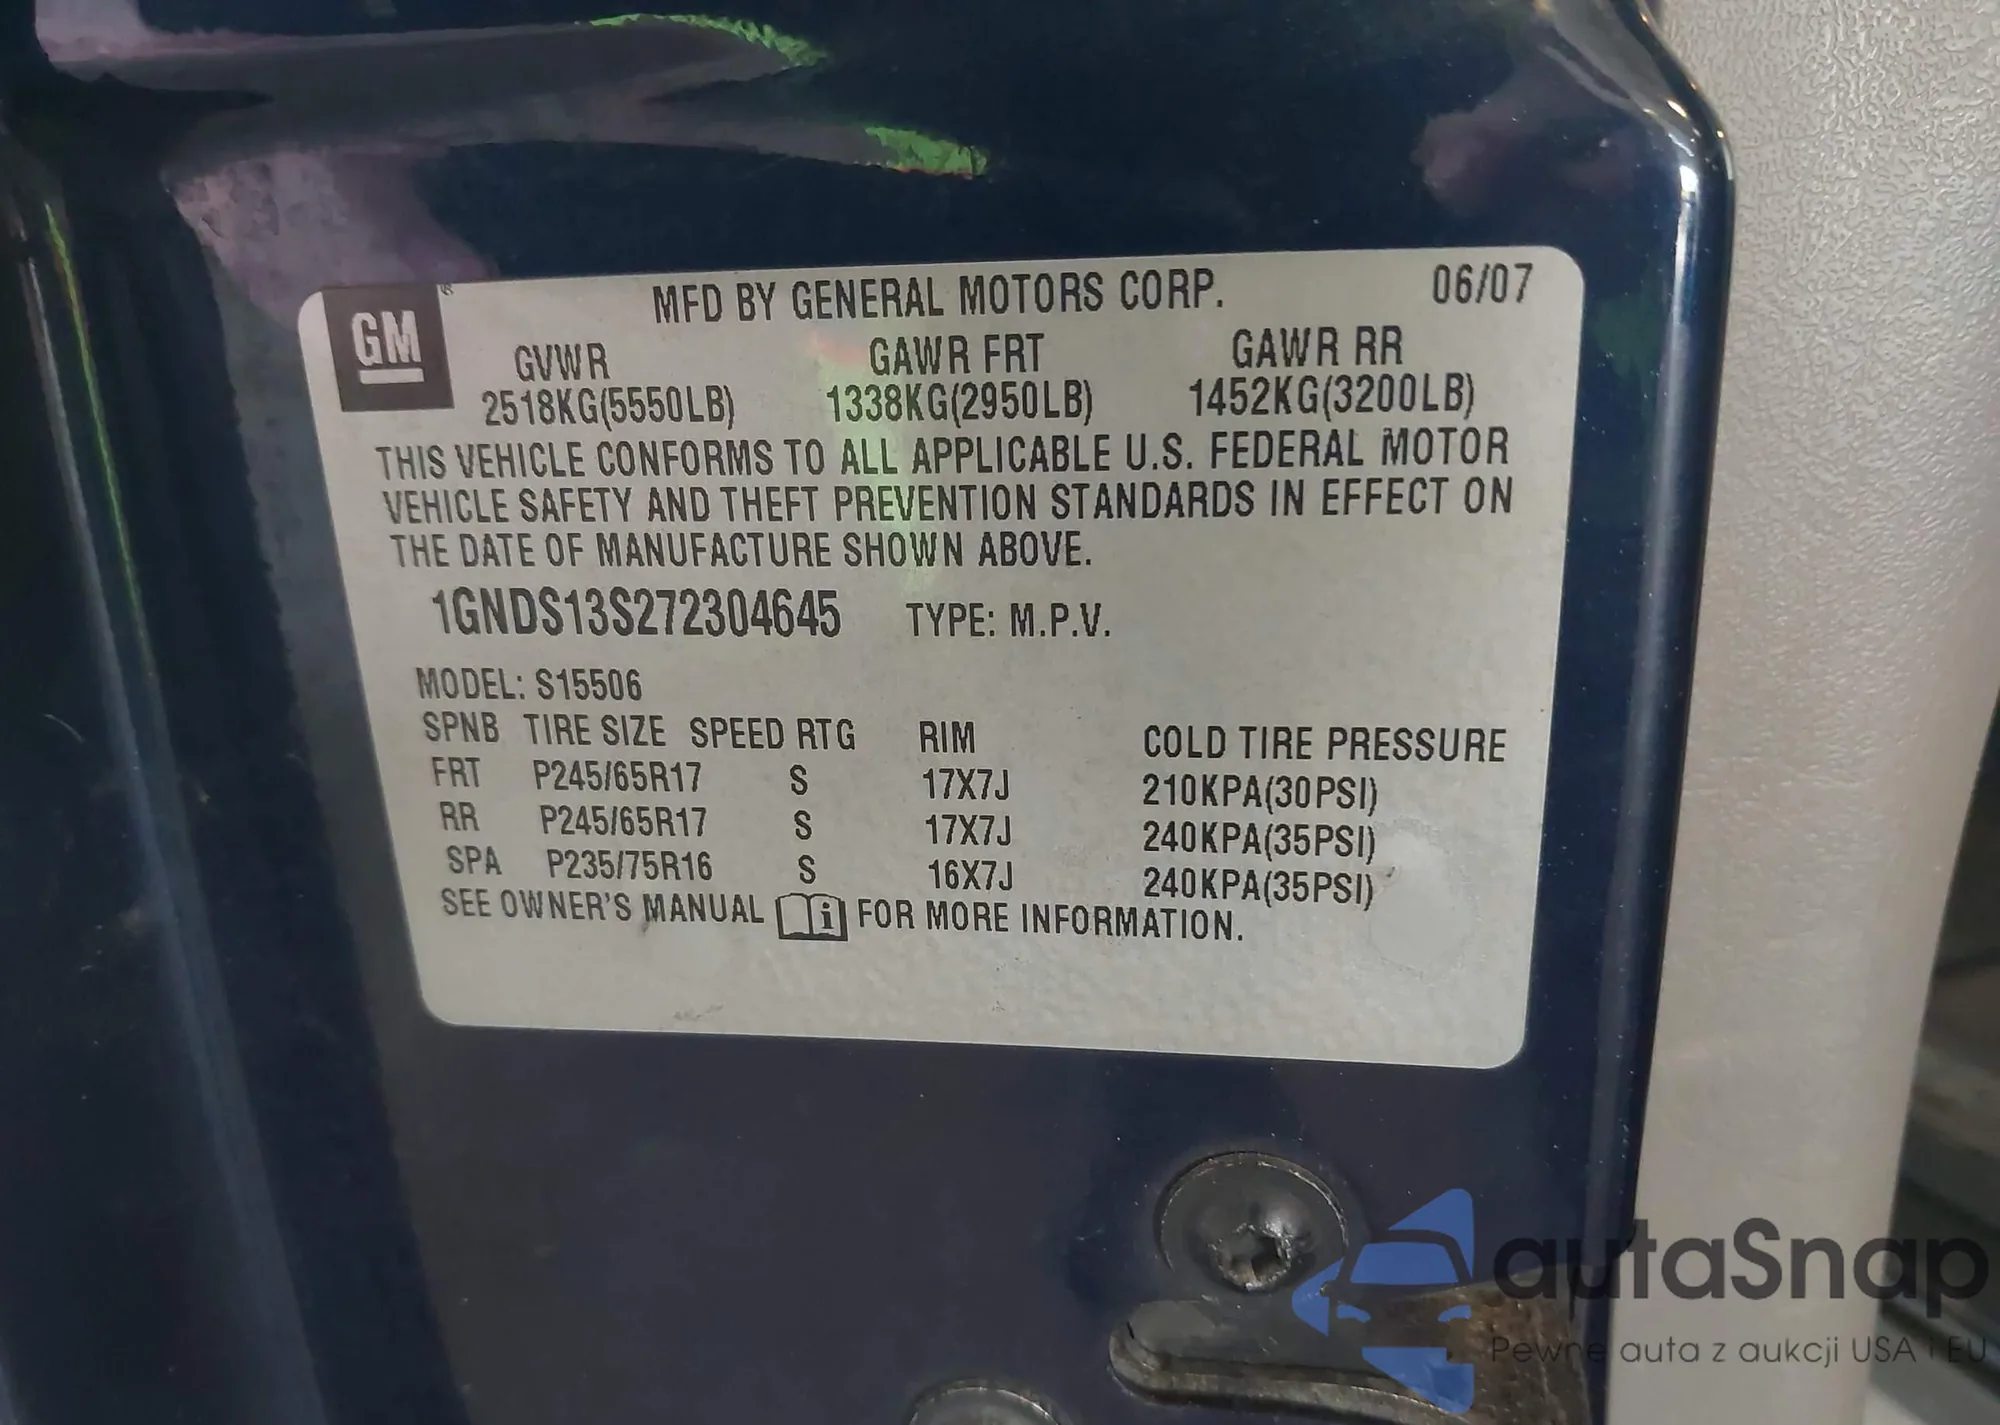 GM
MFD BY GENERAL MOTORS CORP. 06/07
GVWR GAWR FRT GAWR RR
2518KG(5550LB) 1338KG(2950LB) 1452KG(3200LB)
THIS VEHICLE CONFORMS TO ALL APPLICABLE U.S. FEDERAL MOTOR
VEHICLE SAFETY AND THEFT PREVENTION STANDARDS IN EFFECT ON
THE DATE OF MANUFACTURE SHOWN ABOVE.
1GNDS13S272304645 TYPE: M.P.V.
MODEL: S15506
SPNB TIRE SIZE SPEED RTG RIM COLD TIRE PRESSURE
FRT P245/65R17 S 17X7J 210KPA(30PSI)
RR P245/65R17 S 17X7J 240KPA(35PSI)
SPA P235/75R16 S 16X7J 240KPA(35PSI)
SEE OWNER'S MANUAL i FOR MORE INFORMATION.
autaSnap
Pewne auta z aukcji USA i EU